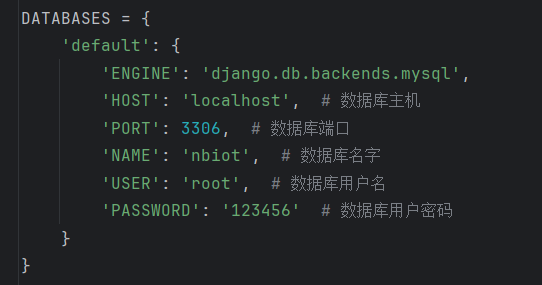 DATABASES = {
    'default': {
        'ENGINE': 'django.db.backends.mysql',
        'HOST': 'localhost',  # 数据库主机
        'PORT': 3306,  # 数据库端口
        'NAME': 'nbiot',  # 数据库名字
        'USER': 'root',  # 数据库用户名
        'PASSWORD': '123456'  # 数据库用户密码
    }
}